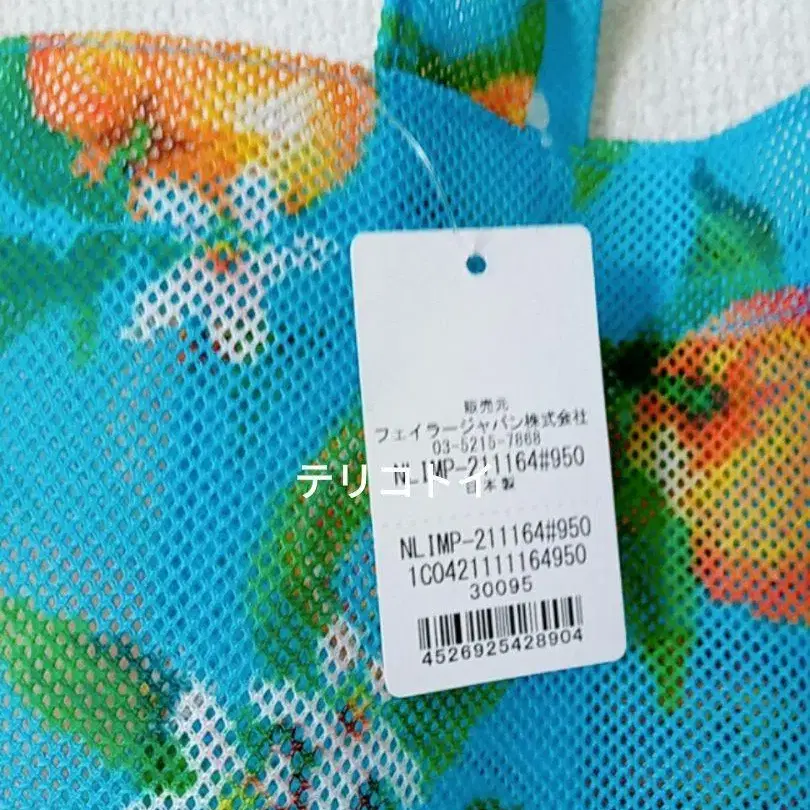 販売元
フェイラージャパン株式会社
03-5215-7868
NLIMP-211164#950
テリコトイ
日本製
NLIMP-211164#950
1C0421111164950
30095
4526925428904